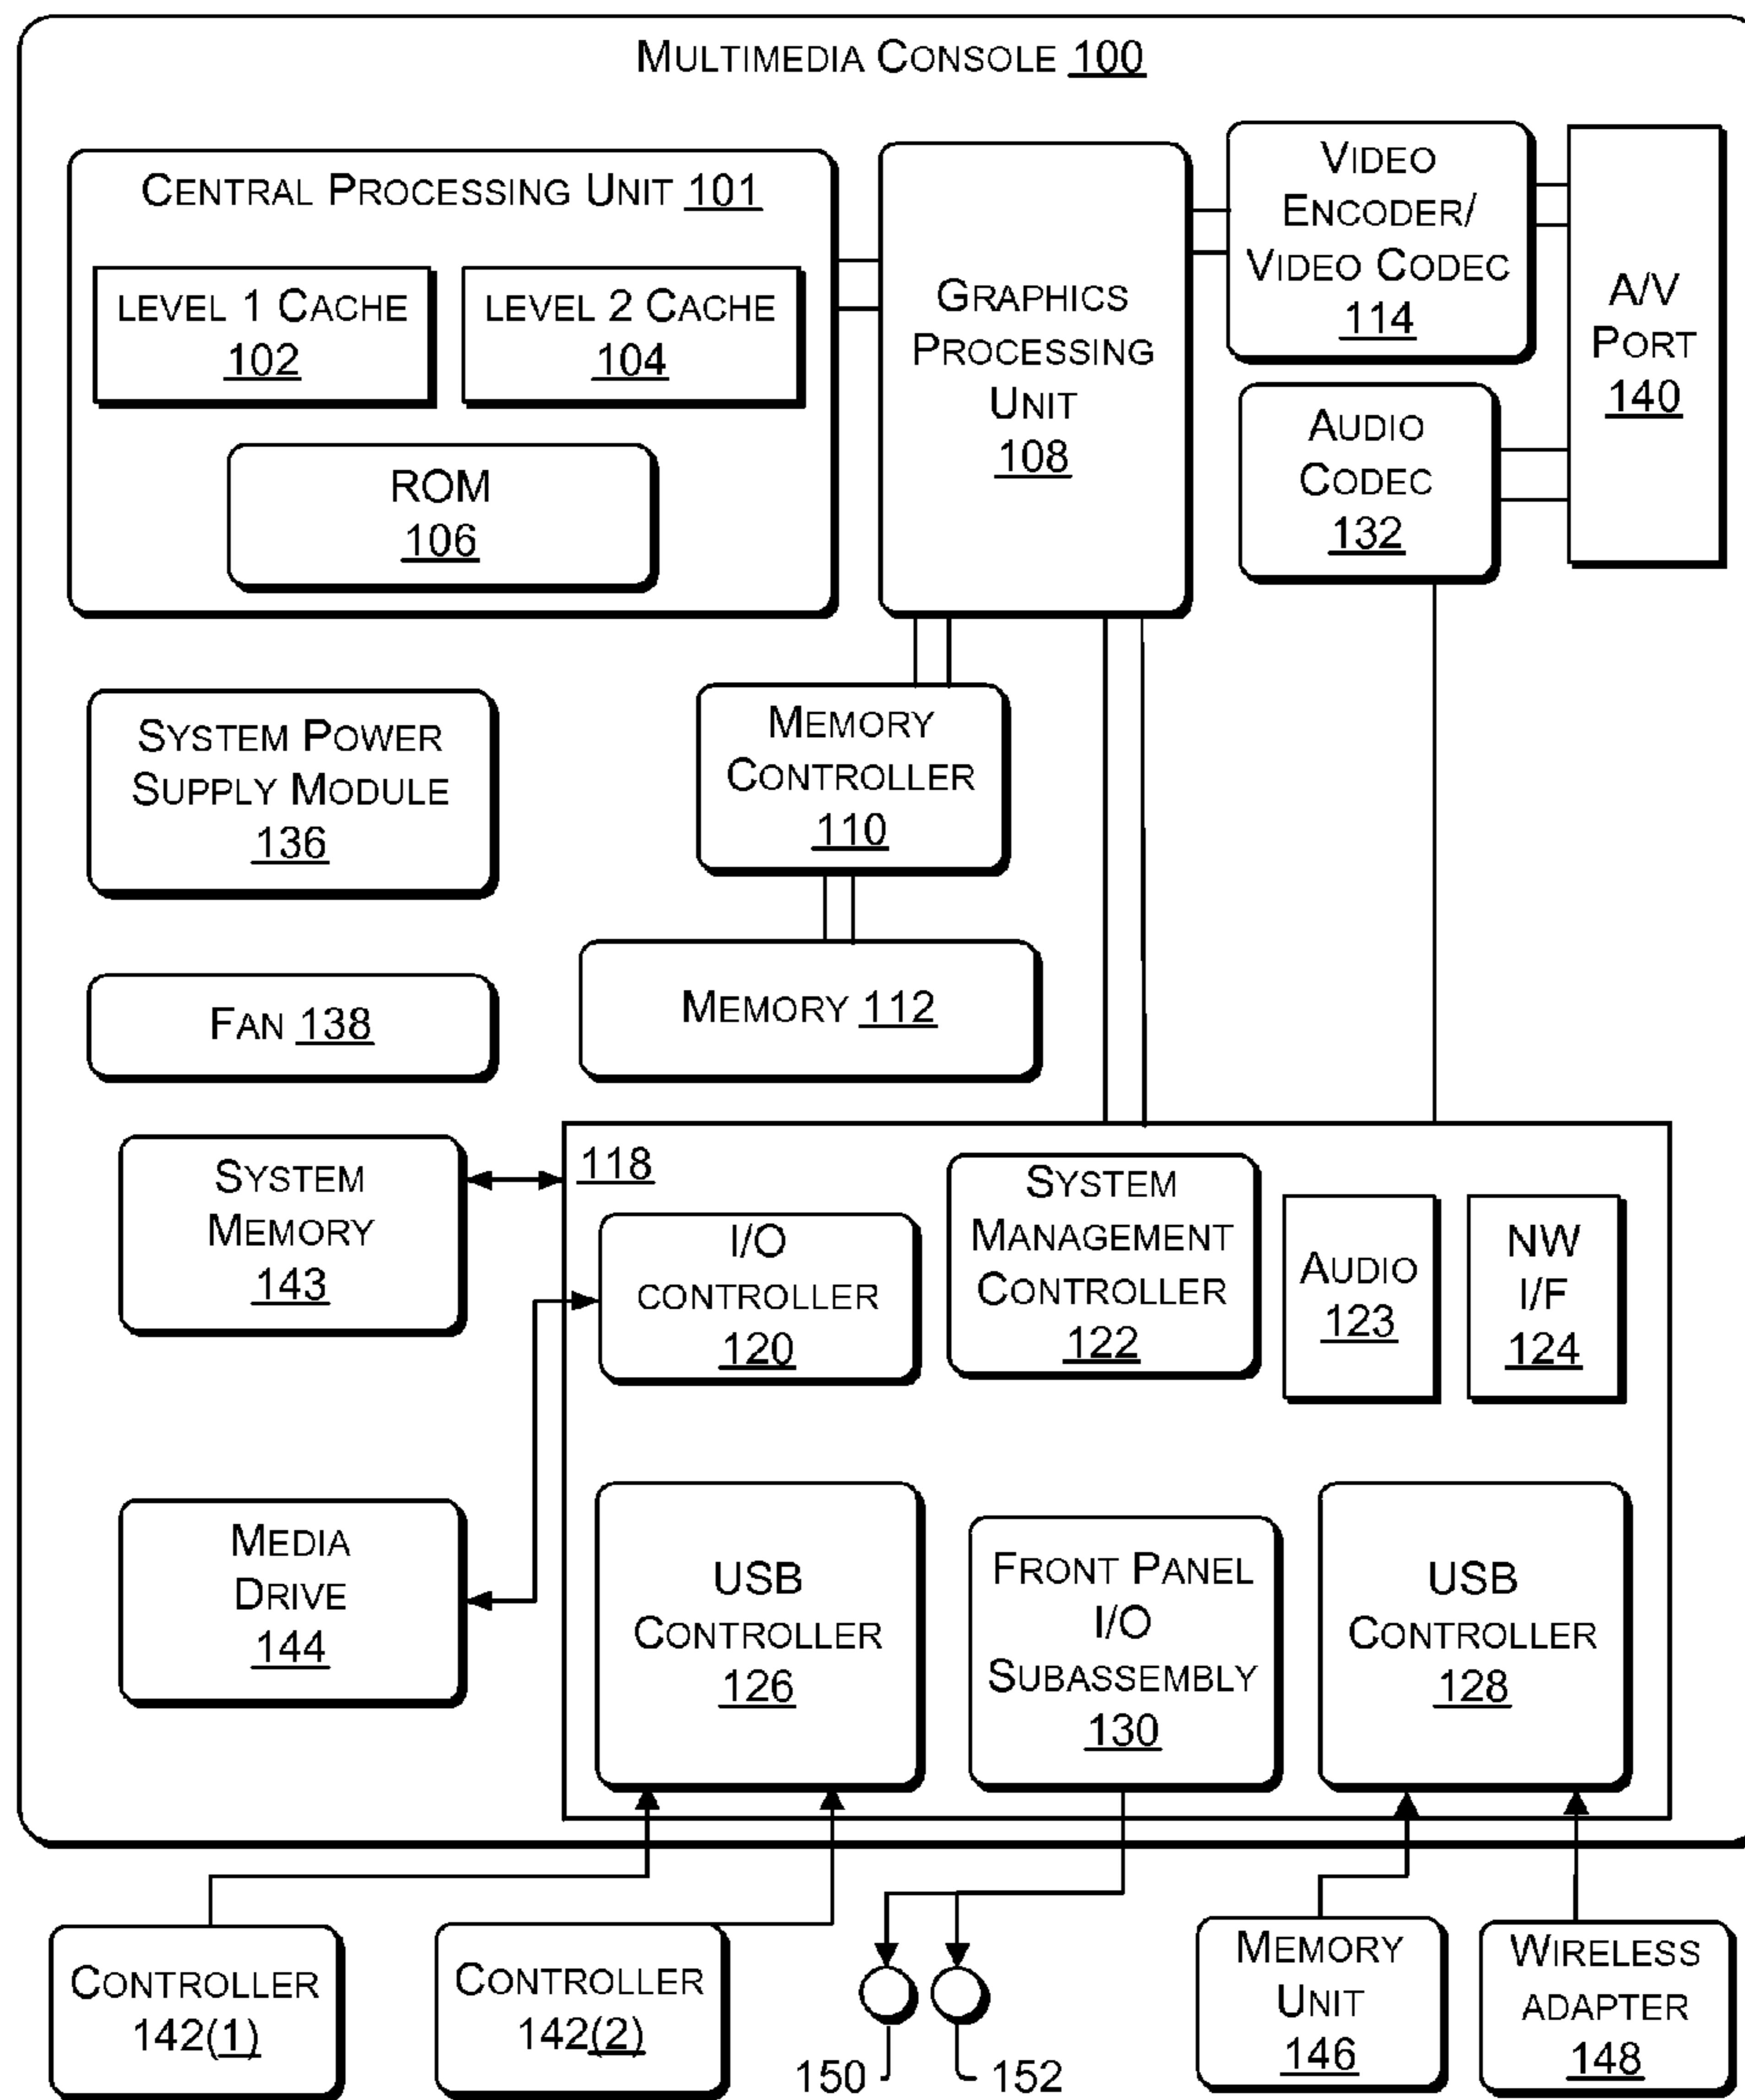 MULTIMEDIA CONSOLE 100
CENTRAL PROCESSING UNIT 101
LEVEL 1 CACHE
102
LEVEL 2 CACHE
104
ROM
106
GRAPHICS
PROCESSING
UNIT
108
VIDEO
ENCODER/
VIDEO CODEC
114
AUDIO
CODEC
132
A/V
PORT
140
SYSTEM POWER
SUPPLY MODULE
136
MEMORY
CONTROLLER
110
FAN 138
MEMORY 112
SYSTEM
MEMORY
143
118
I/O
CONTROLLER
120
SYSTEM
MANAGEMENT
CONTROLLER
122
AUDIO
123
NW
I/F
124
MEDIA
DRIVE
144
USB
CONTROLLER
126
FRONT PANEL
I/O
SUBASSEMBLY
130
USB
CONTROLLER
128
CONTROLLER
142(1)
CONTROLLER
142(2)
150
152
MEMORY
UNIT
146
WIRELESS
ADAPTER
148